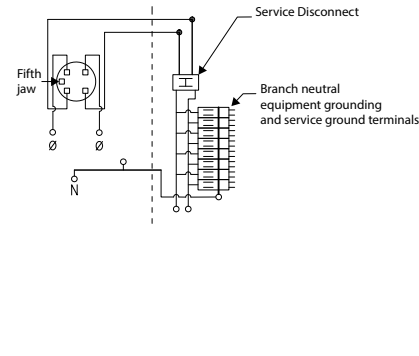 Service Disconnect
Fifth
jaw
Branch neutral
equipment grounding
and service ground terminals
Ø
Ø
N